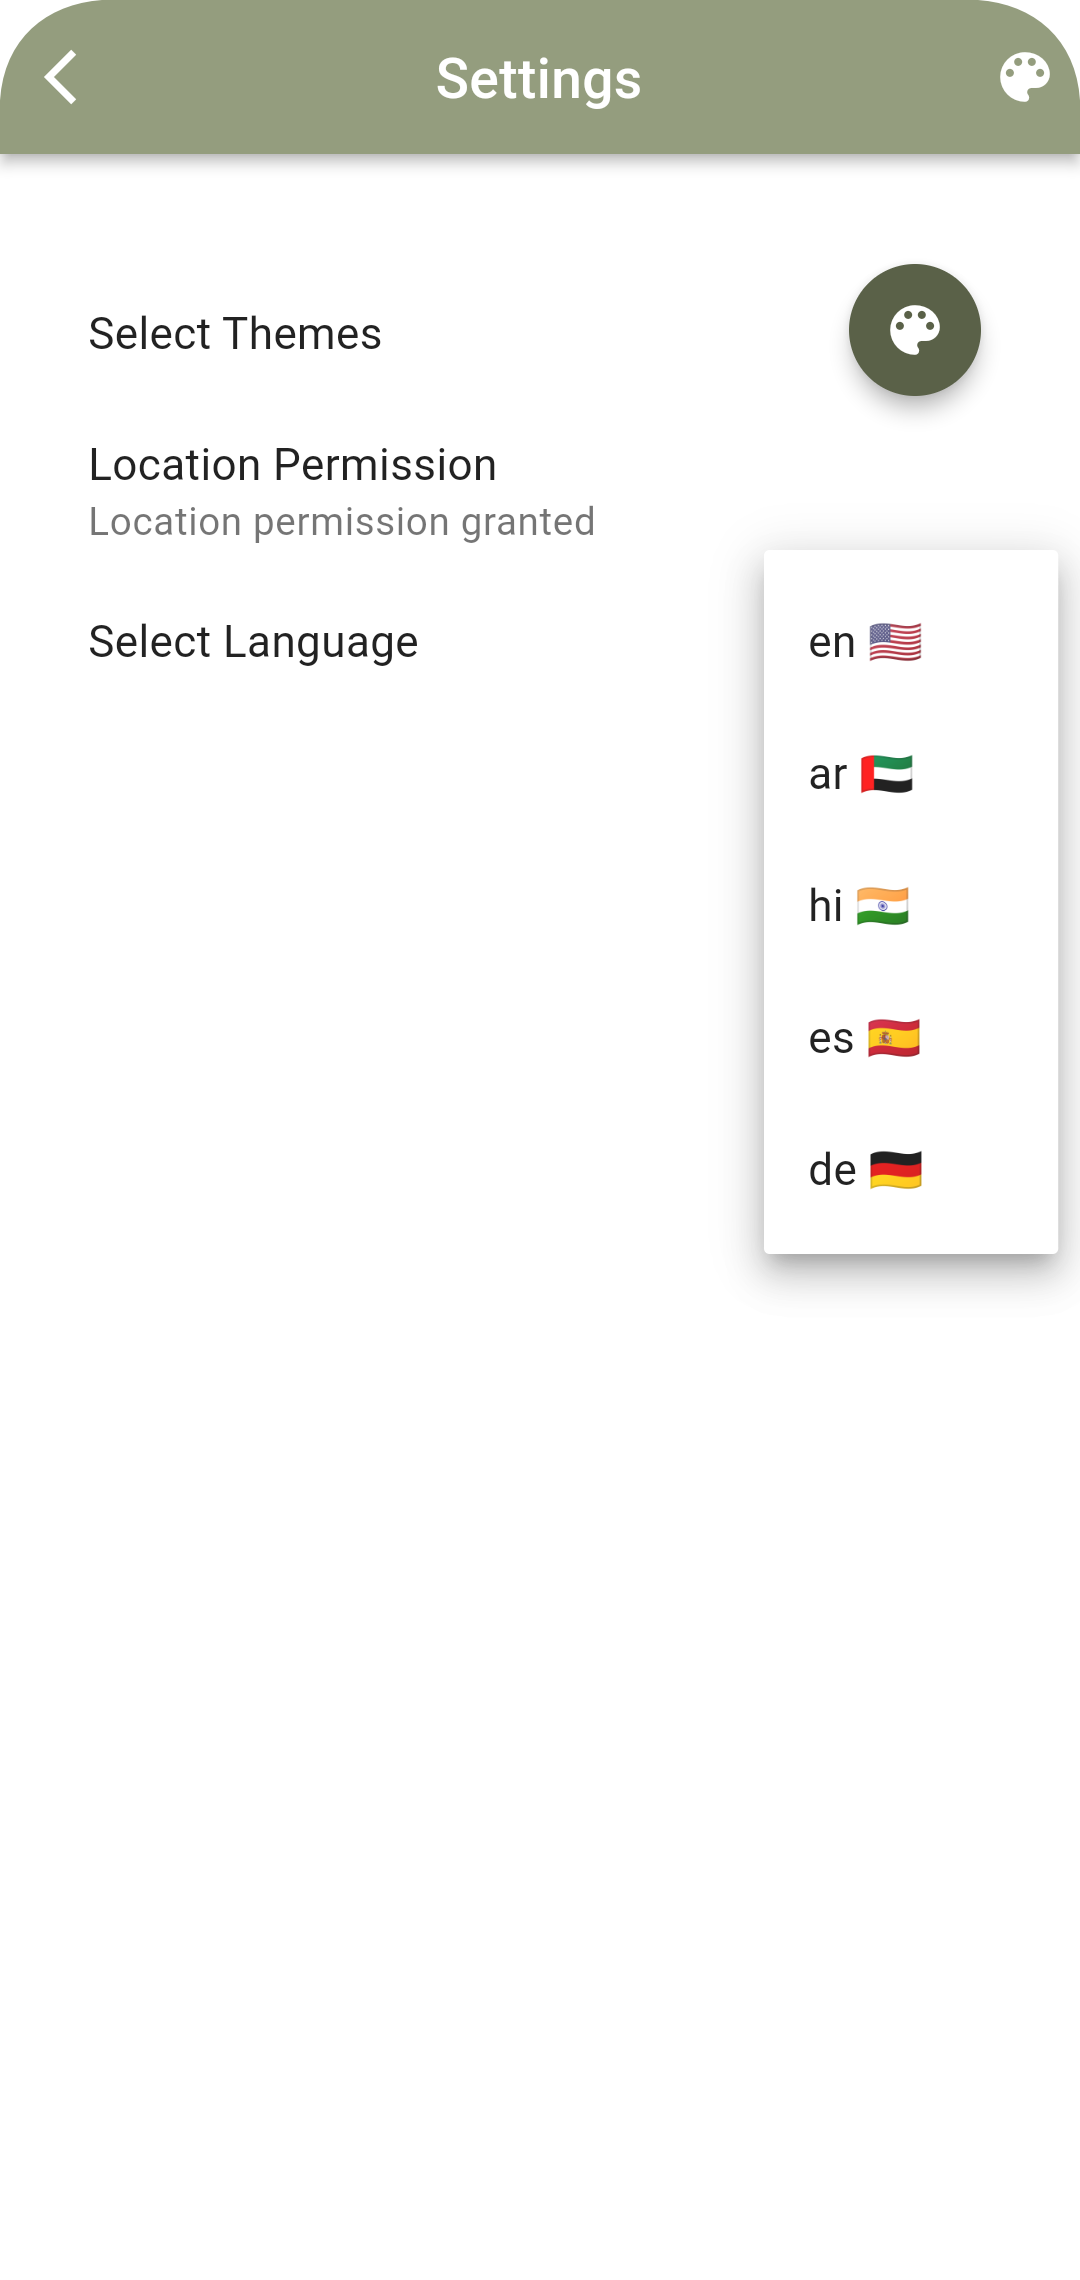 Settings
Select Themes
Location Permission
Location permission granted
Select Language
en 🇺🇸
ar 🇦🇪
hi 🇮🇳
es 🇪🇸
de 🇩🇪